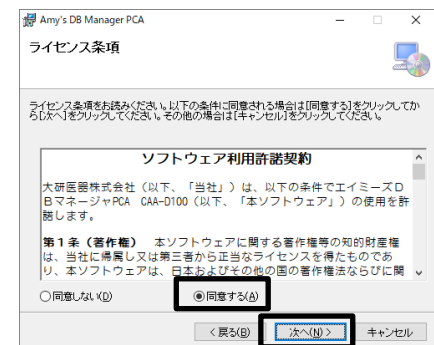 Amy's DB Manager PCA
ライセンス条項
ライセンス条項をお読みください。以下の条件に同意される場合は[同意する]をクリックしてか
ら[次へ]をクリックしてください。その他の場合は[キャンセル]をクリックしてください。
ソフトウェア利用許諾契約
大研医器株式会社（以下、「当社」）は、以下の条件でエイミーズＤ
ＢマネージャPCA CAA-D100（以下、「本ソフトウェア」）の使用を許
諾します。
第１条（著作権） 本ソフトウェアに関する著作権等の知的財産権
は、当社に帰属し又は第三者から正当なライセンスを得たものであ
り、本ソフトウェアは、日本およびその他の国の著作権法ならびに関
同意しない(D)
同意する(A)
< 戻る(B)
次へ(N) >
キャンセル